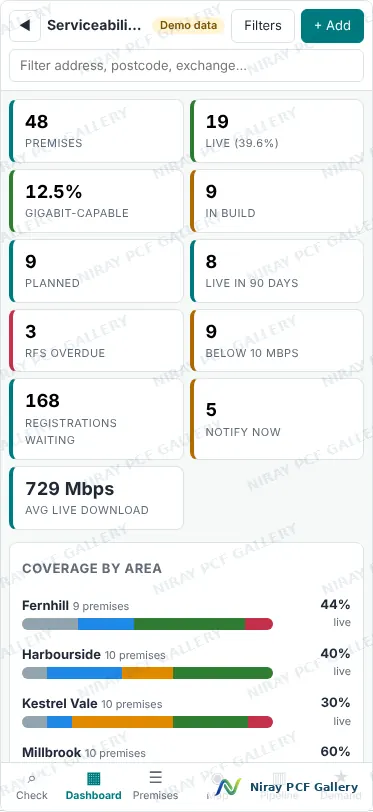 Serviceabili...
Demo data
Filters
+ Add
Filter address, postcode, exchange...
48
PREMISES
19
LIVE (39.6%)
12.5%
GIGABIT-CAPABLE
9
IN BUILD
9
PLANNED
8
LIVE IN 90 DAYS
3
RFS OVERDUE
9
BELOW 10 MBPS
168
REGISTRATIONS
WAITING
5
NOTIFY NOW
729 Mbps
AVG LIVE DOWNLOAD
COVERAGE BY AREA
Fernhill 9 premises
44%
live
Harbourside 10 premises
40%
live
Kestrel Vale 10 premises
30%
live
Millbrook 10 premises
60%
Check
Dashboard
Premises
Niray PCF Gallery
NIRAY PCF GALLERY